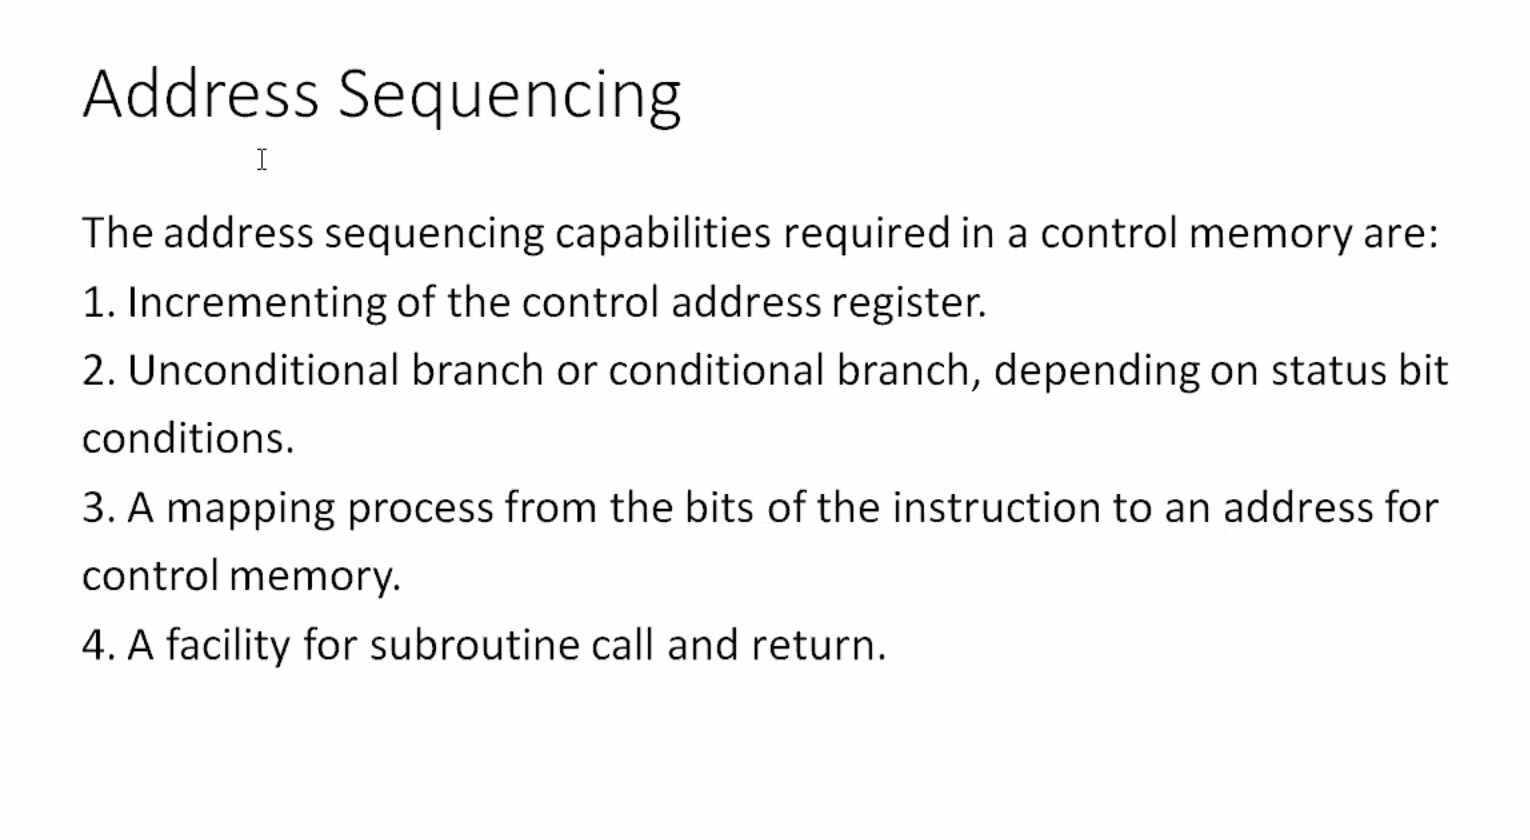 Address Sequencing
The address sequencing capabilities required in a control memory are:
1. Incrementing of the control address register.
2. Unconditional branch or conditional branch, depending on status bit
conditions.
3. A mapping process from the bits of the instruction to an address for
control memory.
4. A facility for subroutine call and return.